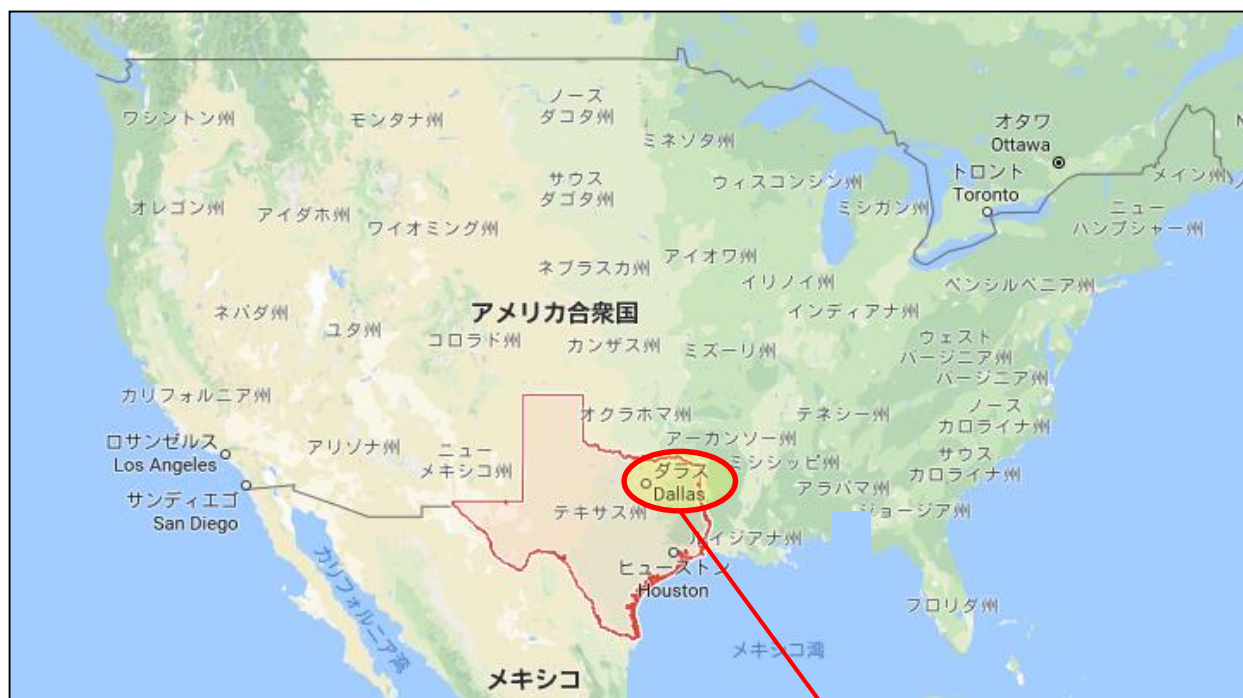 ワシントン州
モンタナ州
ノース
ダコタ州
ミネソタ州
オタワ
Ottawa
トロント
Toronto
メイン州
オレゴン州
アイダホ州
ワイオミング州
サウス
ダコタ州
ウィスコンシン州
ミシガン州
ニュー
ハンプシャー州
ネブラスカ州
アイオワ州
イリノイ州
インディアナ州
ペンシルベニア州
ネバダ州
ユタ州
アメリカ合衆国
コロラド州
カンザス州
ミズーリ州
ウェスト
バージニア州
バージニア州
カリフォルニア州
オクラホマ州
テネシー州
ノース
カロライナ州
ロサンゼルス
Los Angeles
アリゾナ州
ニュー
メキシコ州
アーカンソー州
ミシシッピ州
サウス
カロライナ州
サンディエゴ
San Diego
ダラス
Dallas
アラバマ州
ジョージア州
テキサス州
ルイジアナ州
ヒューストン
Houston
カリフォルニア湾
フロリダ州
メキシコ湾
メキシコ